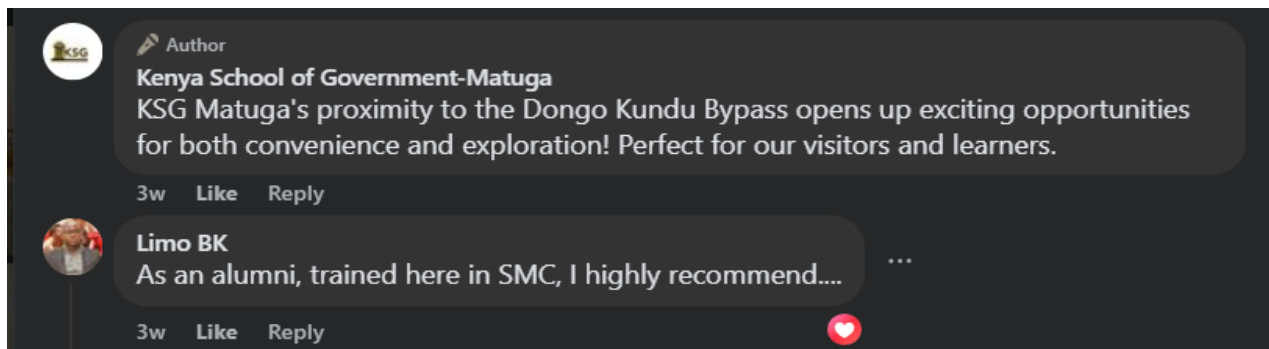 KSG
Author
Kenya School of Government-Matuga
KSG Matuga's proximity to the Dongo Kundu Bypass opens up exciting opportunities
for both convenience and exploration! Perfect for our visitors and learners.
3w Like Reply
Limo BK
As an alumni, trained here in SMC, I highly recommend....
3w Like Reply